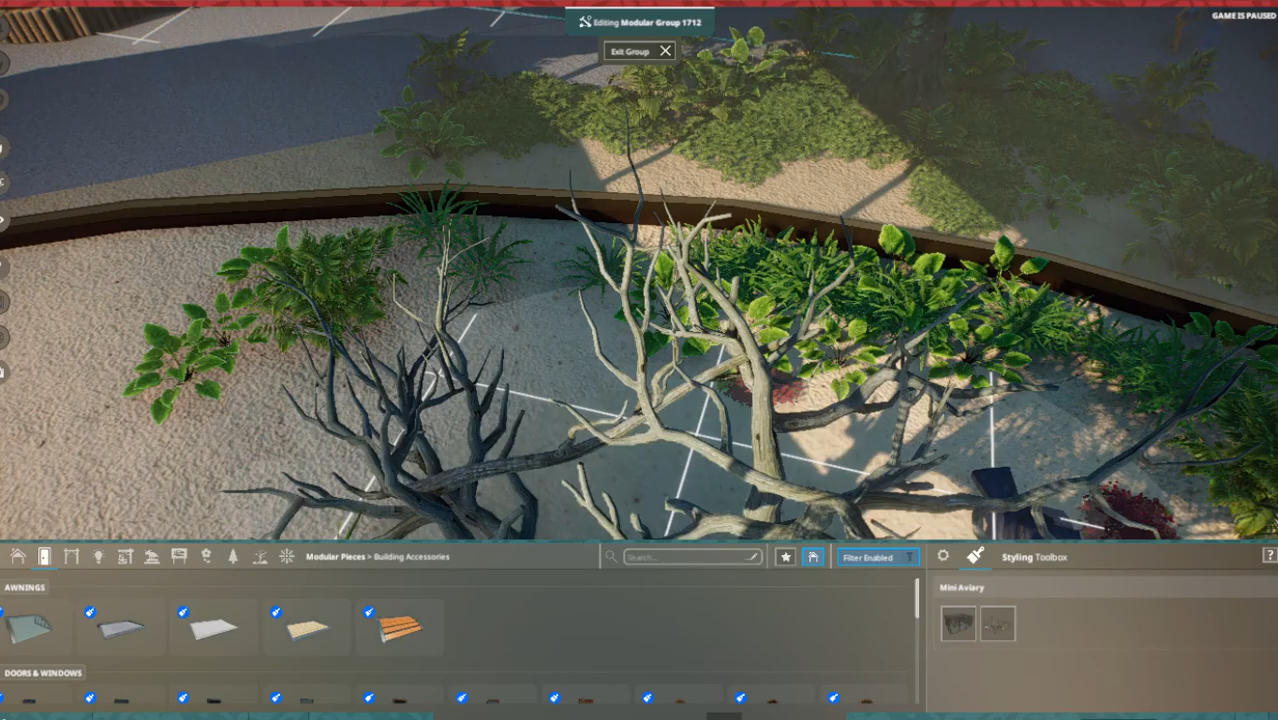 Editing Modular Group 1712
GAME IS PAUSED
Exit Group
Modular Pieces > Building Accessories
Search...
Filter Enabled
Styling Toolbox
?
AWNINGS
Mini Aviary
DOORS & WINDOWS